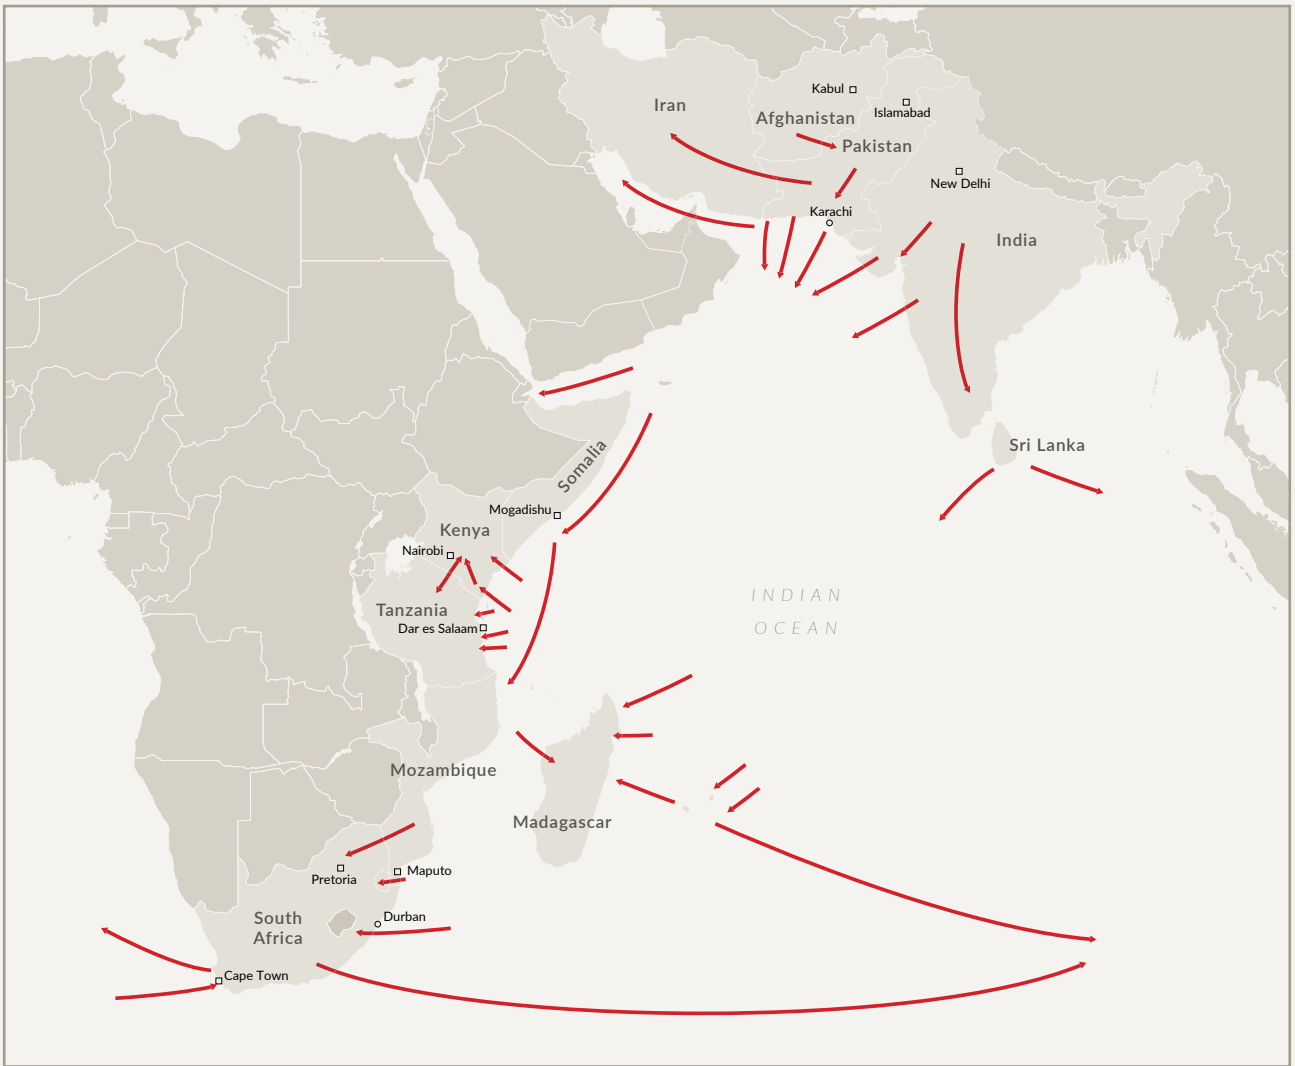 Kabul
Iran
Afghanistan
Islamabad
Pakistan
New Delhi
Karachi
India
Sri Lanka
Somalia
Mogadishu
Kenya
Nairobi
INDIAN
OCEAN
Tanzania
Dar es Salaam
Mozambique
Madagascar
Pretoria
Maputo
South
Africa
Durban
Cape Town